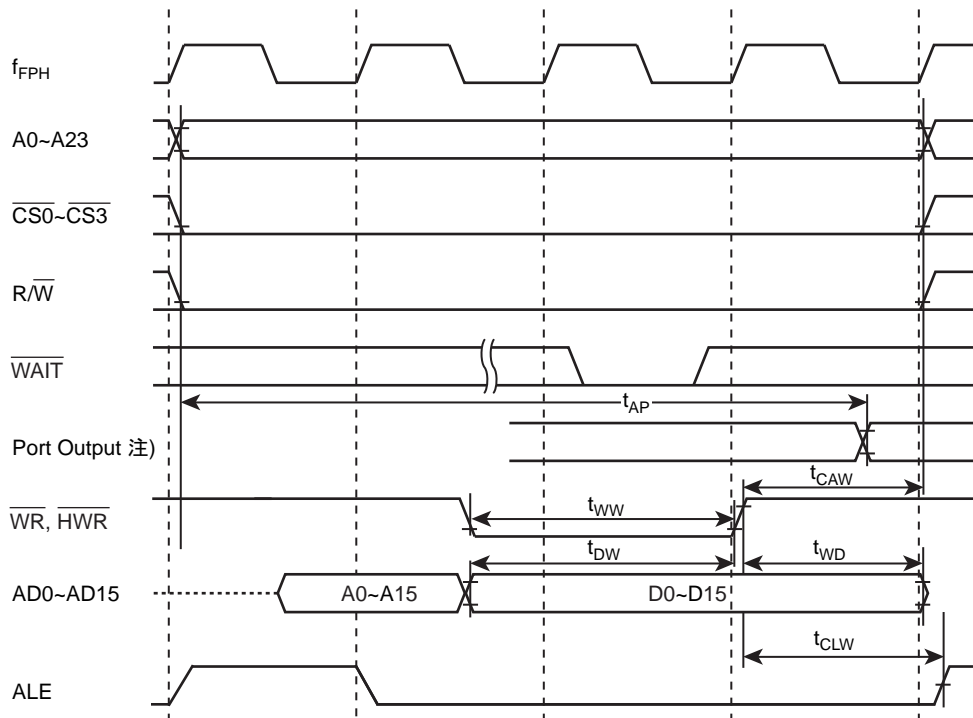 fFPH
A0~A23
CS0~CS3
R/W
WAIT
tAP
Port Output 注)
tCAW
WR, HWR
tWW
tDW
tWD
AD0~AD15
A0~A15
D0~D15
tCLW
ALE